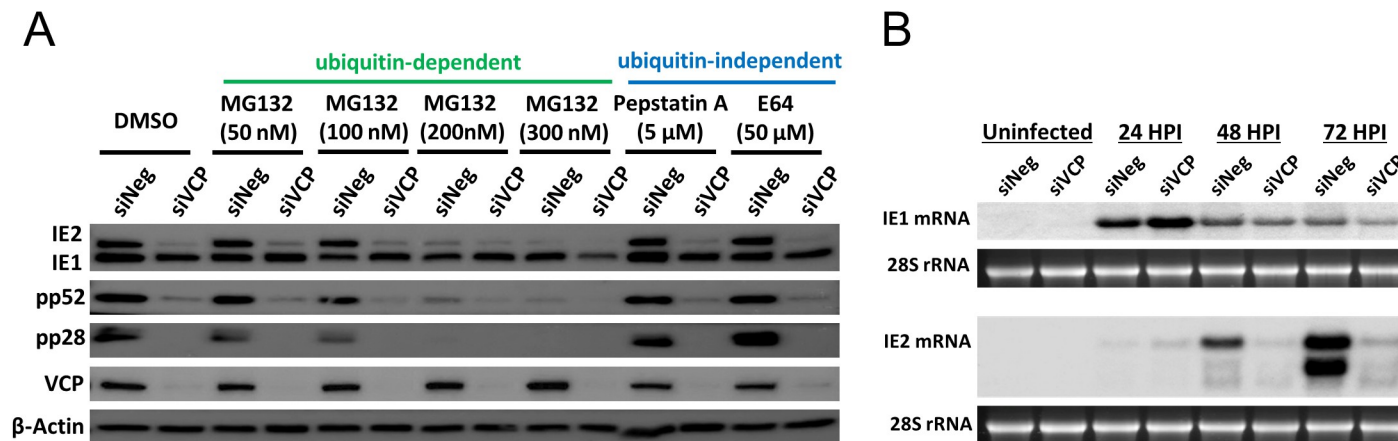 A
ubiquitin-dependent
ubiquitin-independent
DMSO
MG132
(50 nM)
MG132
(100 nM)
MG132
(200nM)
MG132
(300 nM)
Pepstatin A
(5 µM)
E64
(50 µM)
siNeg siVCP siNeg siVCP siNeg siVCP siNeg siVCP siNeg siVCP siNeg siVCP siNeg siVCP
IE2
IE1
pp52
pp28
VCP
β-Actin
B
Uninfected 24 HPI 48 HPI 72 HPI
siNeg siVCP siNeg siVCP siNeg siVCP siNeg siVCP
IE1 mRNA
28S rRNA
IE2 mRNA
28S rRNA